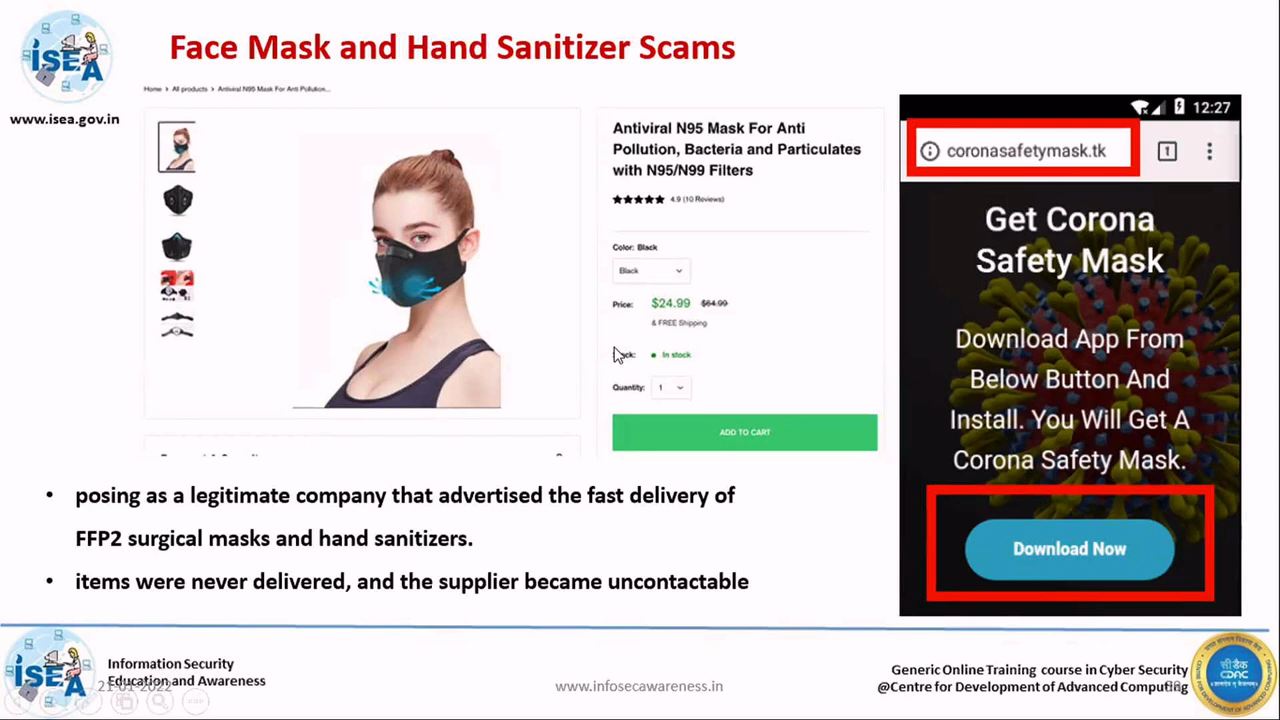 Face Mask and Hand Sanitizer Scams
iSEA
www.isea.gov.in
Home > All products > Antiviral N95 Mask For Anti Pollution...
Antiviral N95 Mask For Anti
Pollution, Bacteria and Particulates
with N95/N99 Filters
4.9 (10 Reviews)
Color: Black
Black
Price: $24.99 $64.99
& FREE Shipping
In stock
Quantity: 1
ADD TO CART
12:27
coronasafetymask.tk
1
Get Corona
Safety Mask
Download App From
Below Button And
Install. You Will Get A
Corona Safety Mask.
Download Now
• posing as a legitimate company that advertised the fast delivery of
FFP2 surgical masks and hand sanitizers.
• items were never delivered, and the supplier became uncontactable
iSEA
Information Security
Education and Awareness
21-01-2022
www.infosecawareness.in
Generic Online Training course in Cyber Security
@Centre for Development of Advanced Computing
सी डैक
CDAC